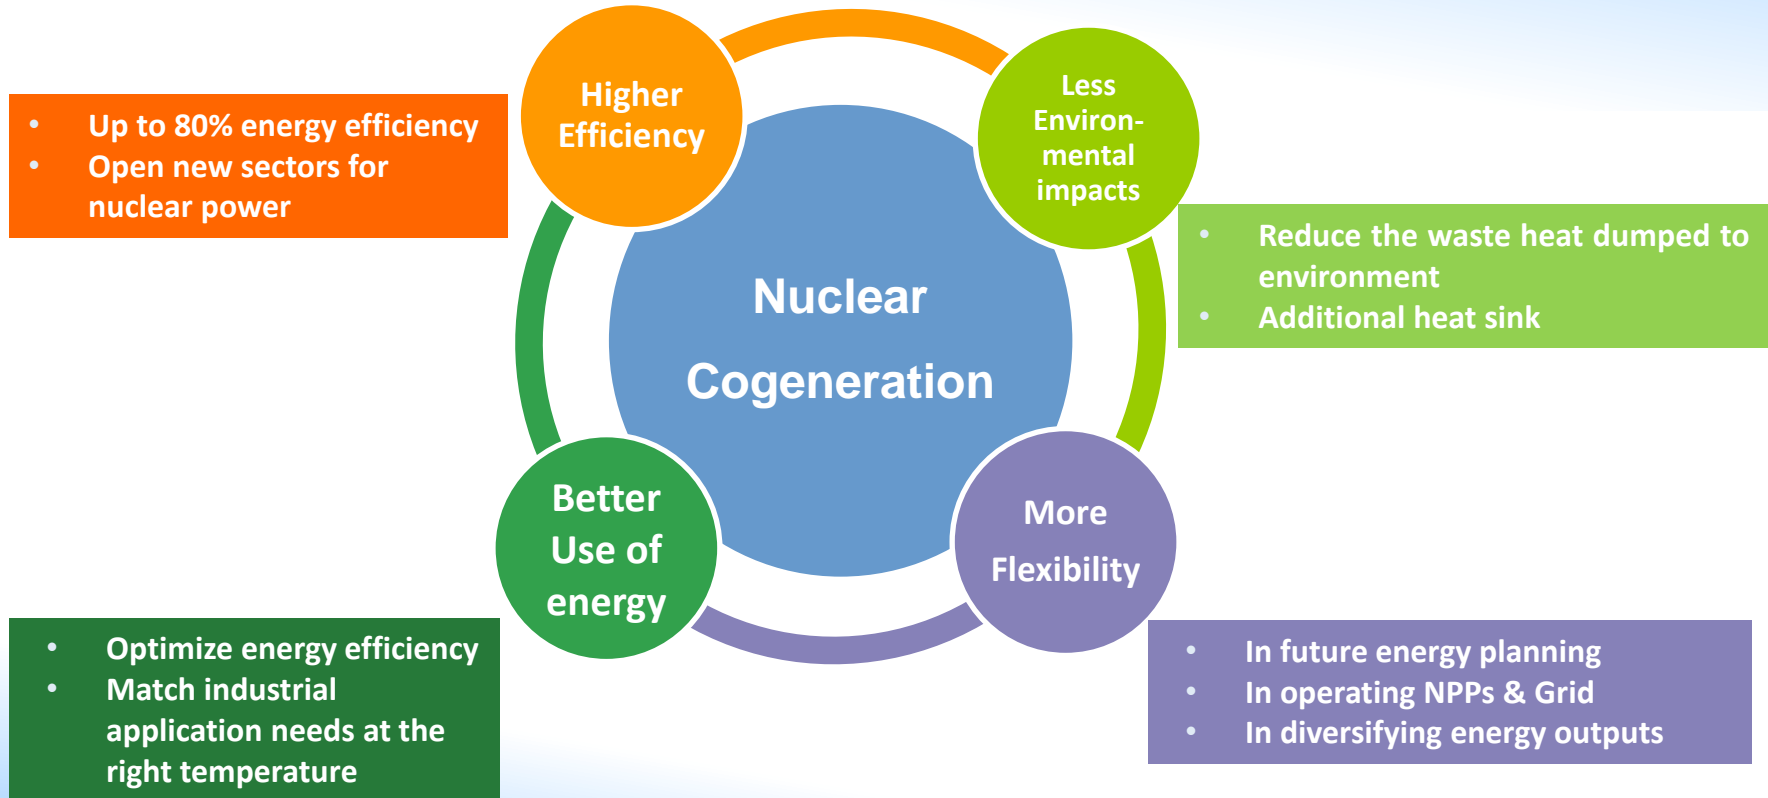 Higher
Efficiency
• Up to 80% energy efficiency
• Open new sectors for
nuclear power
Less
Environ-
mental
impacts
• Reduce the waste heat dumped to
environment
• Additional heat sink
Nuclear
Cogeneration
Better
Use of
energy
• Optimize energy efficiency
• Match industrial
application needs at the
right temperature
More
Flexibility
• In future energy planning
• In operating NPPs & Grid
• In diversifying energy outputs